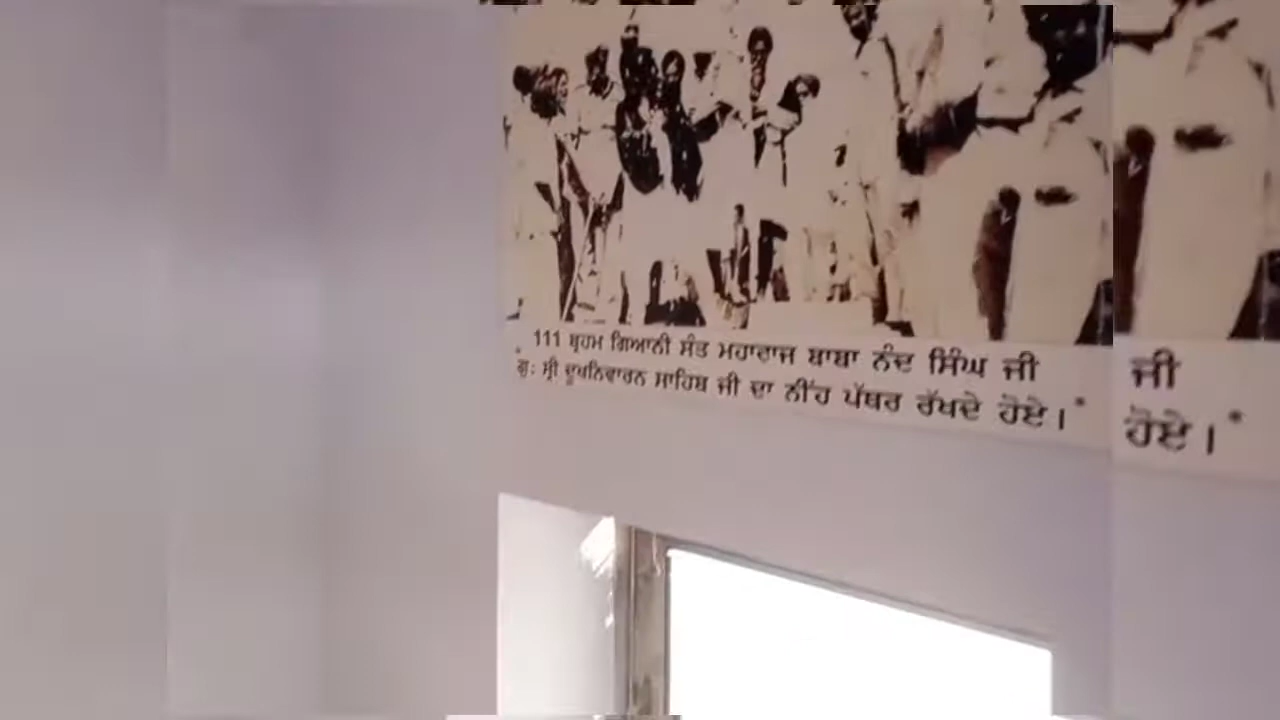 111 ਬ੍ਰਹਮ ਗਿਆਨੀ ਸੰਤ ਮਹਾਰਾਜ ਬਾਬਾ ਨੰਦ ਸਿੰਘ ਜੀ
ਗੁ: ਸ੍ਰੀ ਦੂਖਨਿਵਾਰਨ ਸਾਹਿਬ ਜੀ ਦਾ ਨੀਂਹ ਪੱਥਰ ਰੱਖਦੇ ਹੋਏ।
ਜੀ
ਹੋਏ।